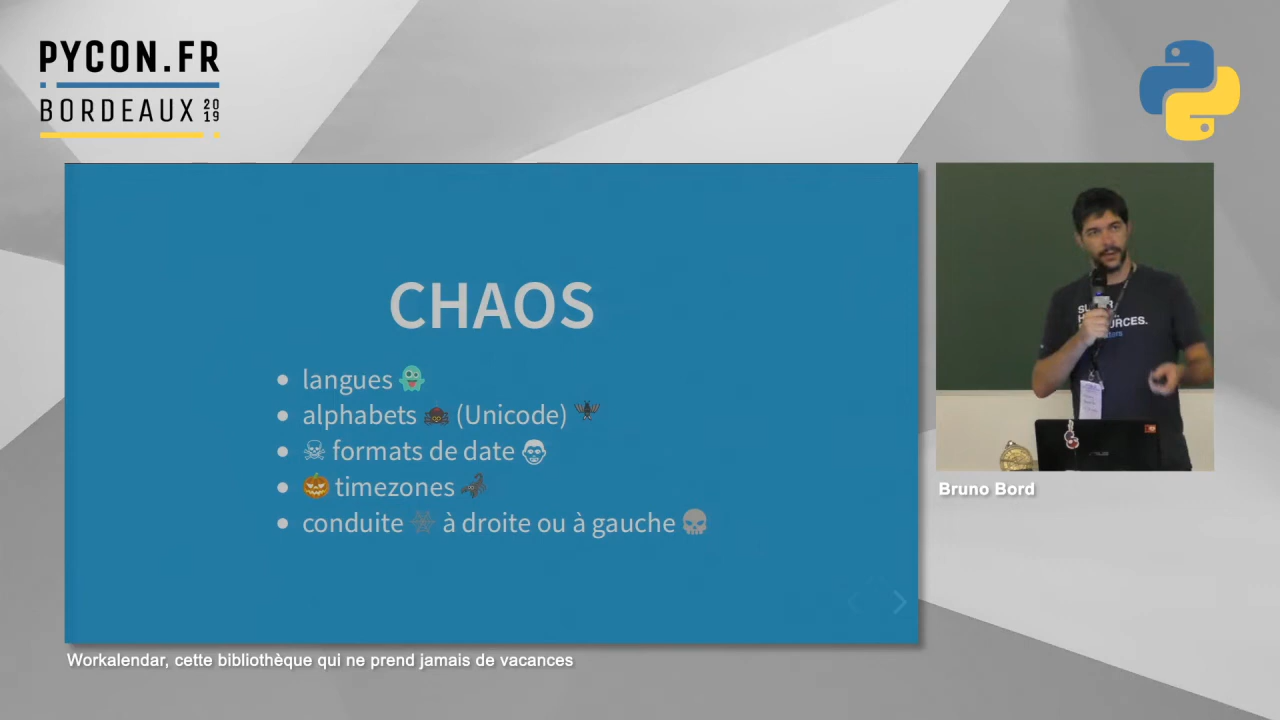 PYCON.FR
BORDEAUX 2019
CHAOS
langues
alphabets (Unicode)
formats de date
timezones
conduite à droite ou à gauche
Bruno Bord
Workalendar, cette bibliothèque qui ne prend jamais de vacances